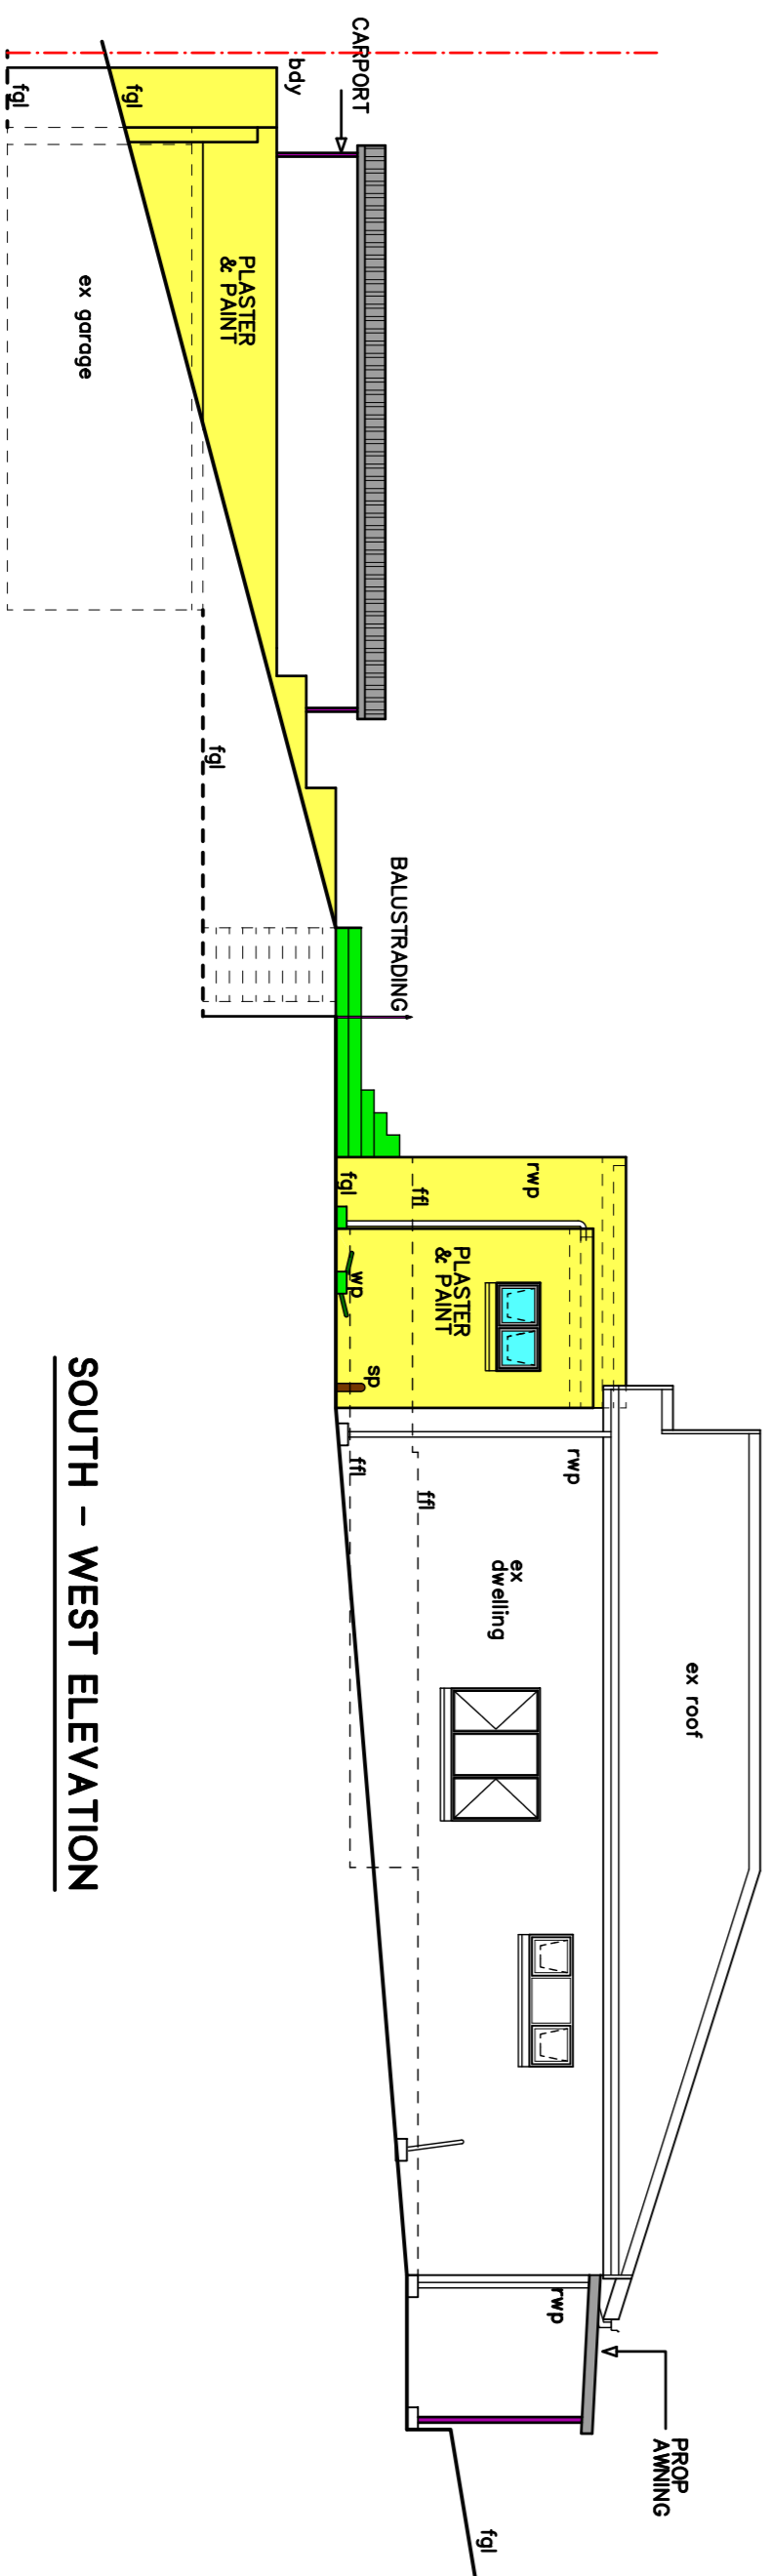 CARPORT
bdy
fgl
fgl
PLASTER
& PAINT
ex garage
fgl
BALUSTRADING
rwp
ffl
fgl
PLASTER
& PAINT
wp
sp
rwp
ffl
ffl
ex
dwelling
ex roof
rwp
PROP
AWNING
fgl
SOUTH - WEST ELEVATION